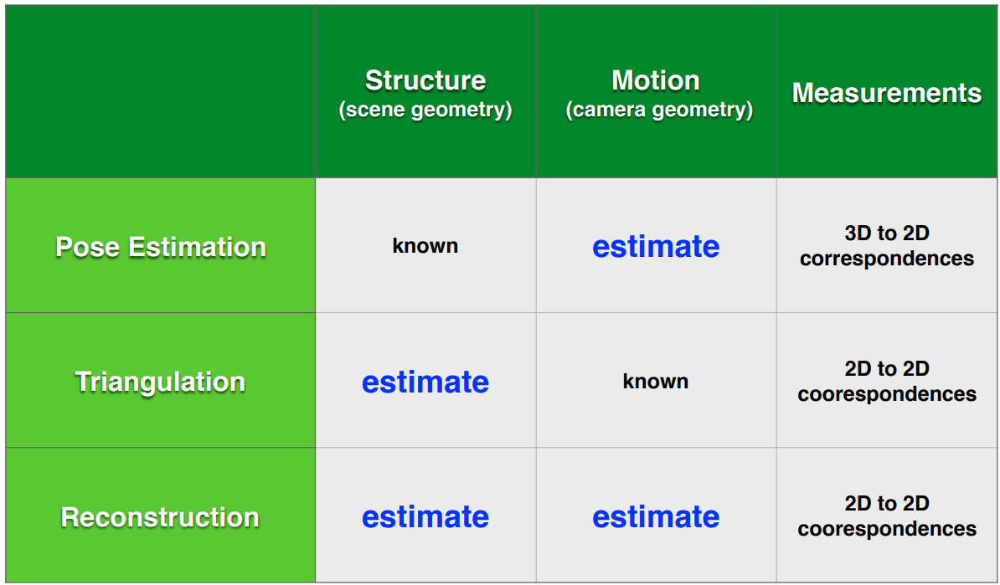 Structure
(scene geometry)
Motion
(camera geometry)
Measurements
Pose Estimation
known
estimate
3D to 2D
correspondences
Triangulation
estimate
known
2D to 2D
coorespondences
Reconstruction
estimate
estimate
2D to 2D
coorespondences